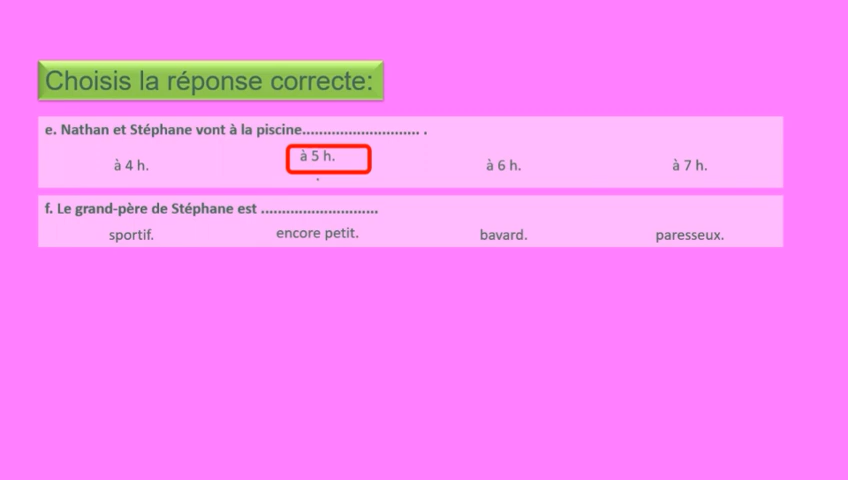 Choisis la réponse correcte:
e. Nathan et Stéphane vont à la piscine............................ .
à 4 h. à 5 h. à 6 h. à 7 h.
.
f. Le grand-père de Stéphane est ............................
sportif. encore petit. bavard. paresseux.